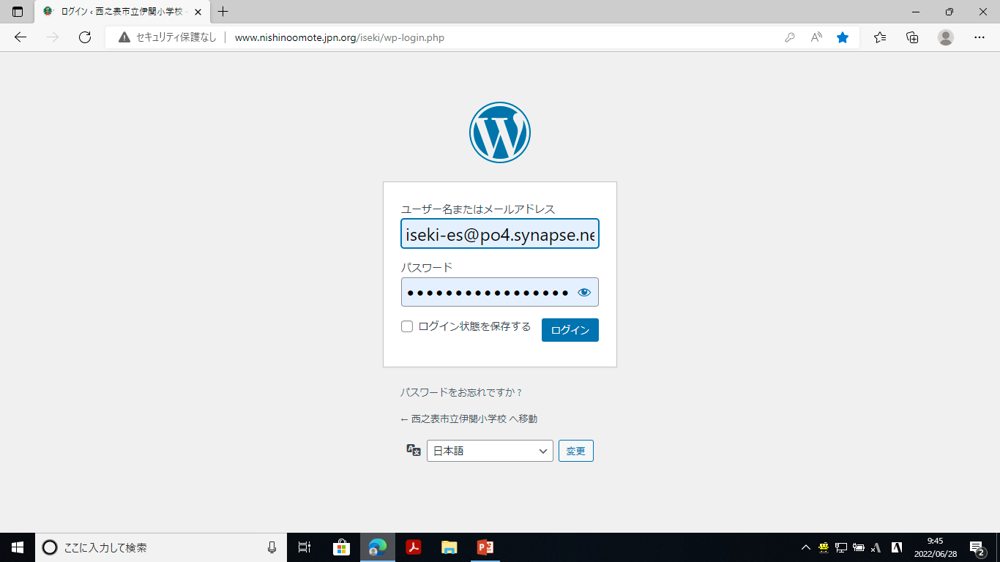 ログイン ‹ 西之表市立伊関小学校 -
セキュリティ保護なし
www.nishinoomote.jpn.org/iseki/wp-login.php
ユーザー名またはメールアドレス
iseki-es@po4.synapse.ne
パスワード
ログイン状態を保存する
ログイン
パスワードをお忘れですか ?
← 西之表市立伊関小学校 へ移動
日本語
変更
ここに入力して検索
9:45
2022/06/28
2